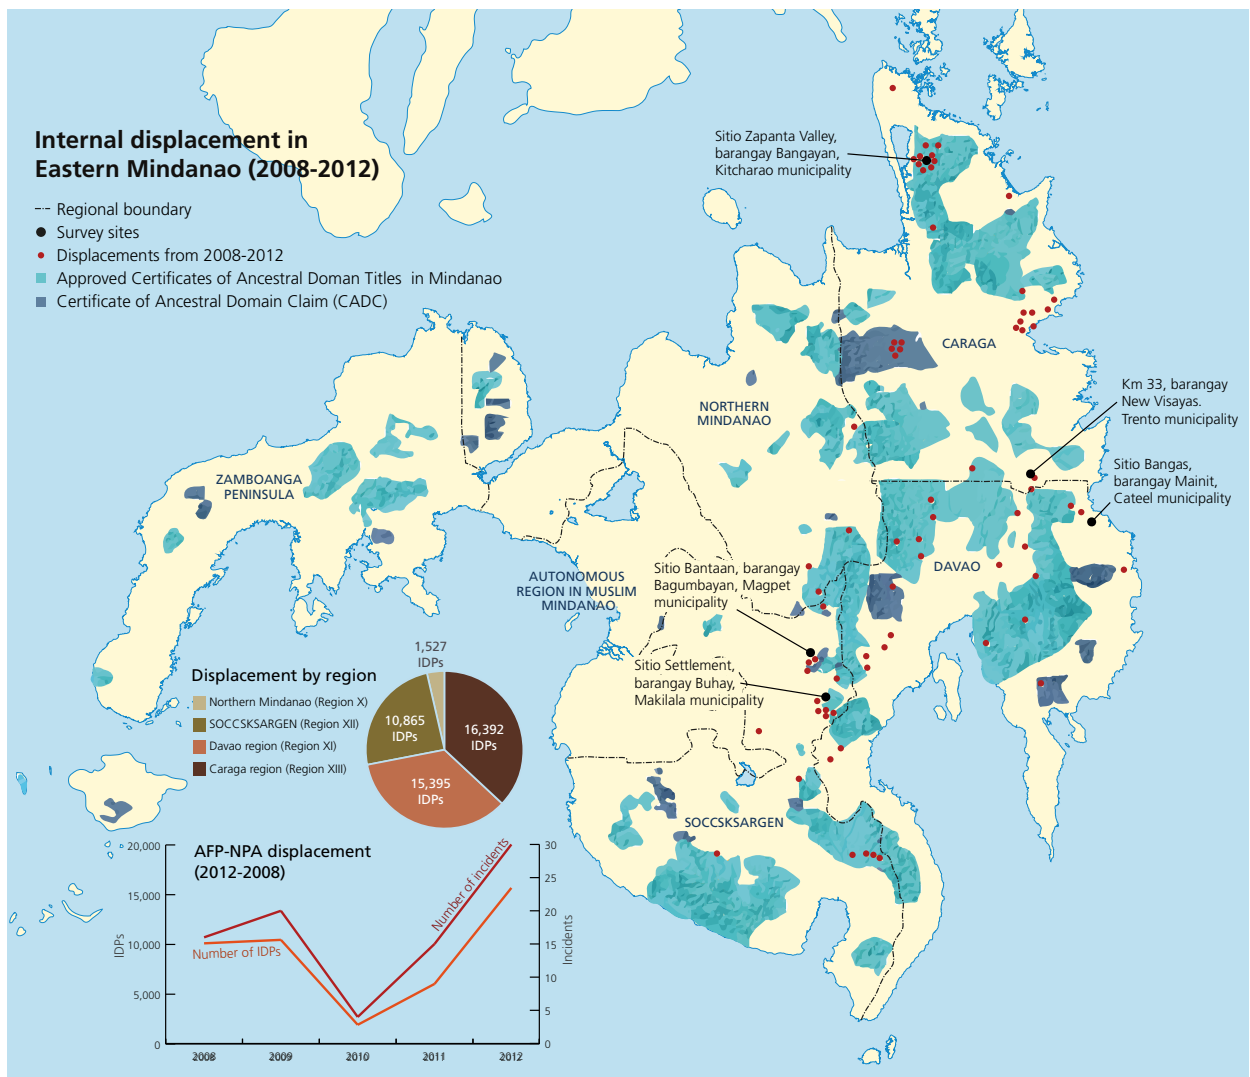 Internal displacement in
Eastern Mindanao (2008-2012)
Regional boundary
Survey sites
Displacements from 2008-2012
Approved Certificates of Ancestral Doman Titles in Mindanao
Certificate of Ancestral Domain Claim (CADC)
Sitio Zapanta Valley,
barangay Bangayan,
Kitcharao municipality
CARAGA
NORTHERN
MINDANAO
Km 33, barangay
New Visayas.
Trento municipality
Sitio Bangas,
barangay Mainit,
Cateel municipality
ZAMBOANGA
PENINSULA
AUTONOMOUS
REGION IN MUSLIM
MINDANAO
Sitio Bantaan, barangay
Bagumbayan, Magpet
municipality
DAVAO
Sitio Settlement,
barangay Buhay,
Makilala municipality
SOCCSKSARGEN
Displacement by region
Northern Mindanao (Region X)
SOCCSKSARGEN (Region XII)
Davao region (Region XI)
Caraga region (Region XIII)
1,527
IDPs
10,865
IDPs
16,392
IDPs
15,395
IDPs
AFP-NPA displacement
(2012-2008)
20,000
15,000
10,000
5,000
0
IDPs
30
25
20
15
10
5
0
Incidents
Number of incidents
Number of IDPs
2008
2009
2010
2011
2012